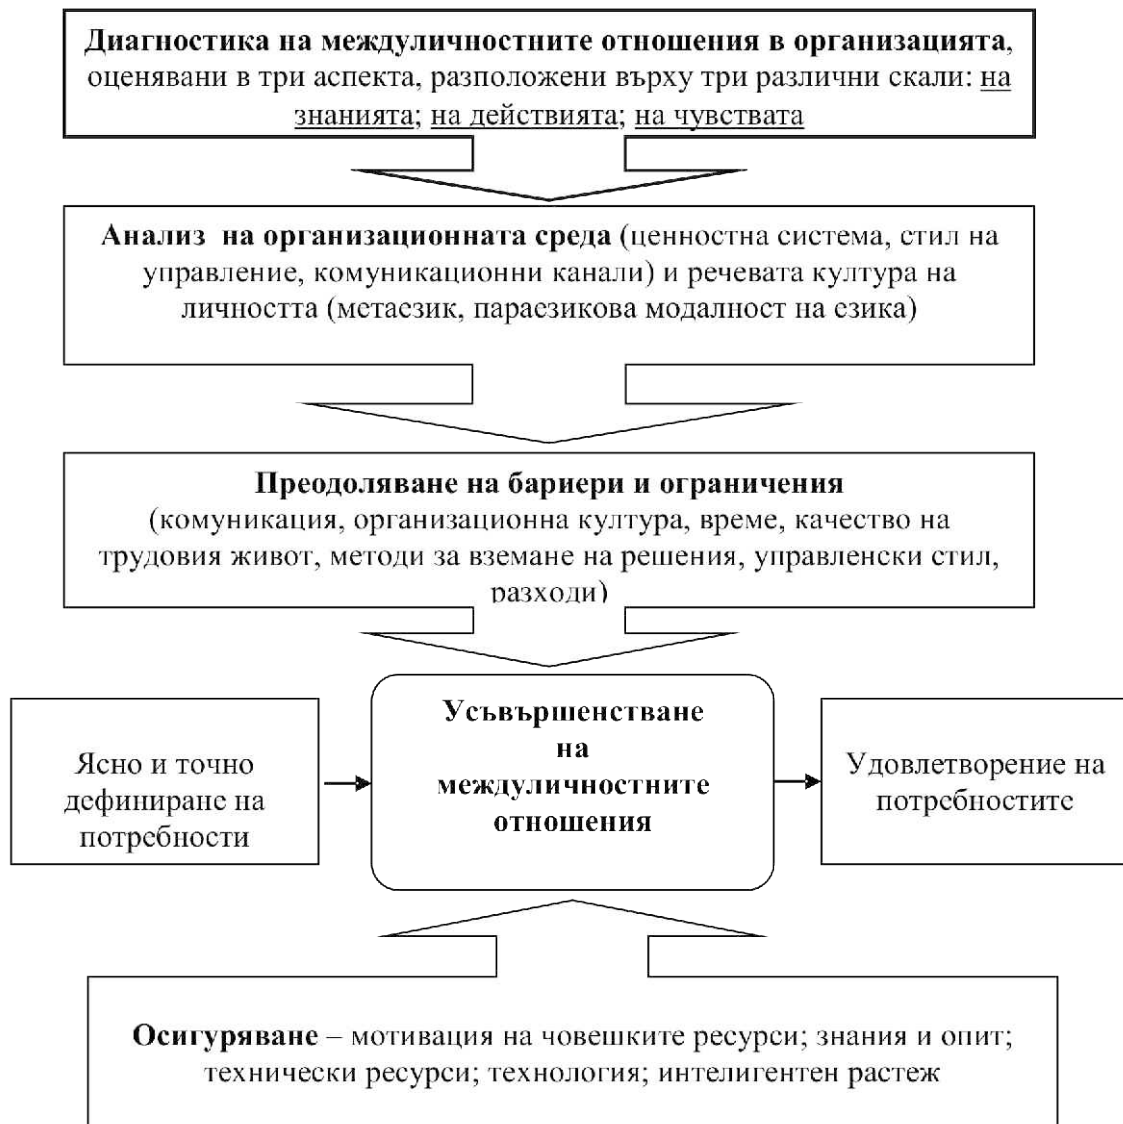 Диагностика на междуличностните отношения в организацията,
оценявани в три аспекта, разположени върху три различни скали: на
знанията; на действията; на чувствата
Анализ на организационната среда (ценностна система, стил на
управление, комуникационни канали) и речевата култура на
личността (метаезик, параезикова модалност на езика)
Преодоляване на бариери и ограничения
(комуникация, организационна култура, време, качество на
трудовия живот, методи за вземане на решения, управленски стил,
разходи)
Ясно и точно
дефиниране на
потребности
Усъвършенстване
на
междуличностните
отношения
Удовлетворение на
потребностите
Осигуряване – мотивация на човешките ресурси; знания и опит;
технически ресурси; технология; интелигентен растеж